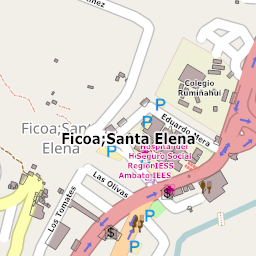 Colegio
Rumiñahui
Eduardo Mera
Ficoa;Santa
Elena
Ficoa;Santa Elena
Hospital del
Seguro Social
IESS
Ambato IEES
Las Olivas
Los Tomates
P
P
P
P
$
$